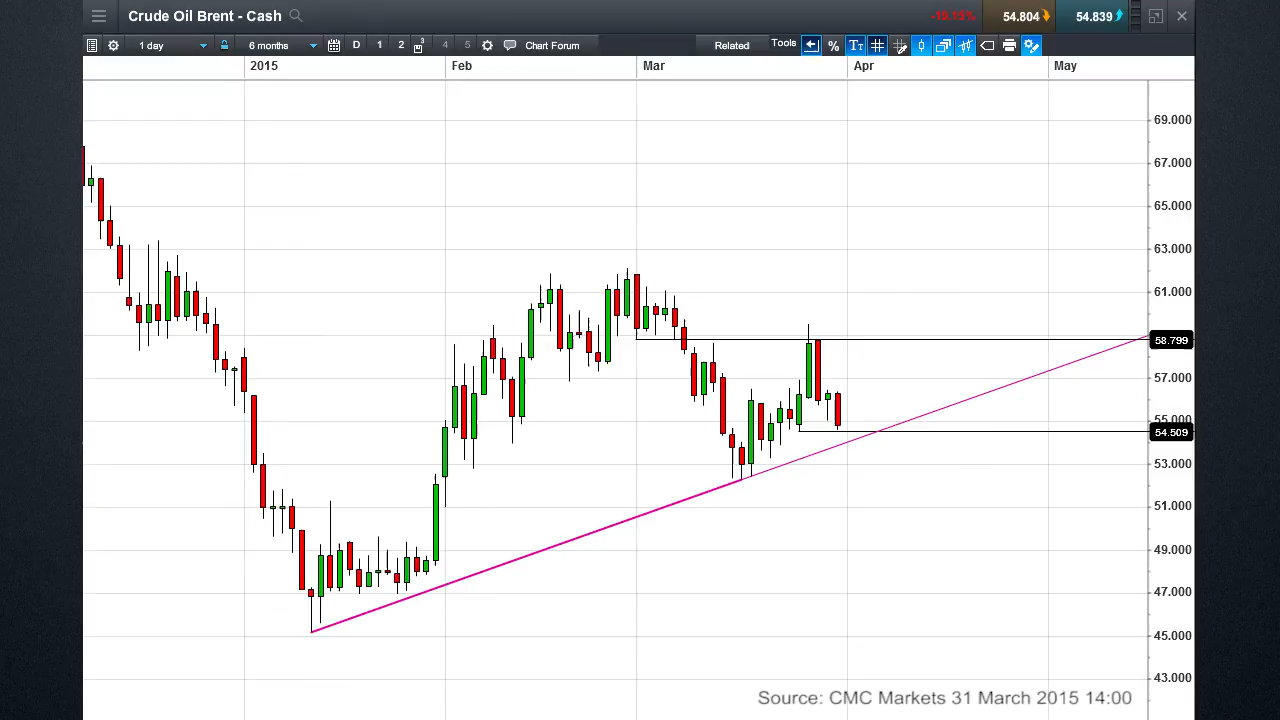 Crude Oil Brent - Cash
-19.15%
54.804
54.839
1 day
6 months
D
1
2
3
4
5
Chart Forum
Related
Tools
Tт
%
2015
Feb
Mar
Apr
May
69.000
67.000
65.000
63.000
61.000
58.799
57.000
55.000
54.509
53.000
51.000
49.000
47.000
45.000
43.000
Source: CMC Markets 31 March 2015 14:00